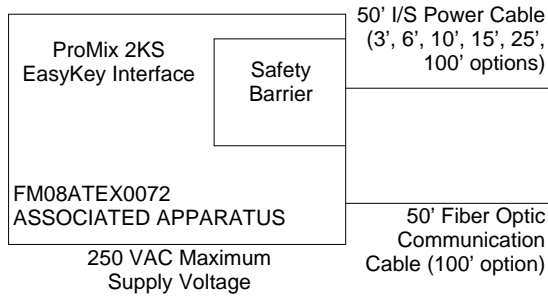 ProMix 2KS
EasyKey Interface
Safety
Barrier
50' I/S Power Cable
(3', 6', 10', 15', 25',
100' options)
FM08ATEX0072
ASSOCIATED APPARATUS
250 VAC Maximum
Supply Voltage
50' Fiber Optic
Communication
Cable (100' option)